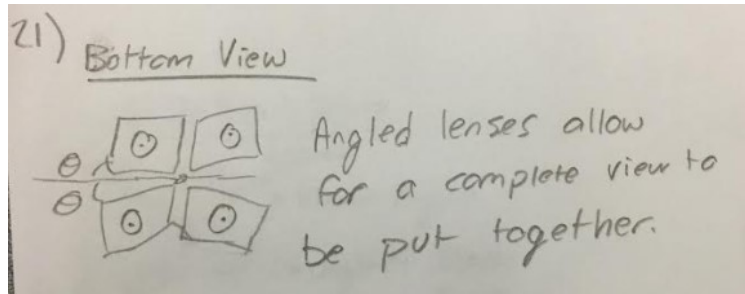 21)
Bottom View
θ
θ
Angled lenses allow
for a complete view to
be put together.